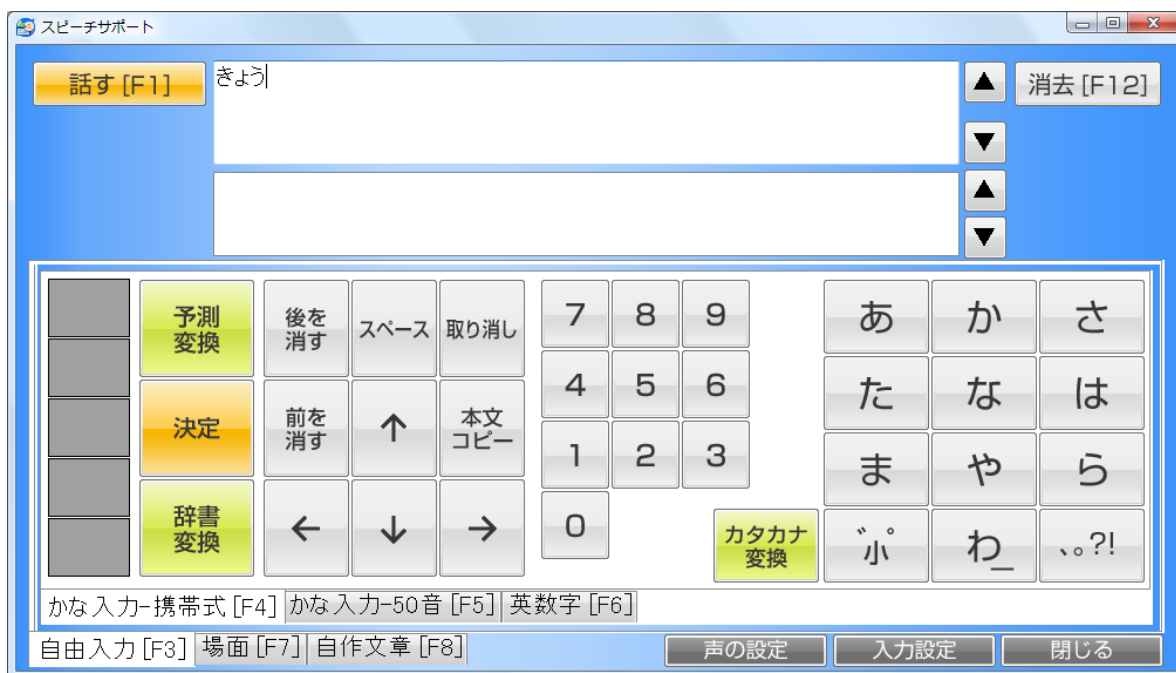 スピーチサポート
話す [F1]
きょう
▲
消去 [F12]
▼
▲
▼
予測
変換
後を
消す
スペース
取り消し
7
8
9
あ
か
さ
決定
前を
消す
↑
本文
コピー
4
5
6
た
な
は
1
2
3
ま
や
ら
辞書
変換
←
↓
→
0
カタカナ
変換
゛゜
小
わ_
、。?!
かな入力-携帯式 [F4]
かな入力-50音 [F5]
英数字 [F6]
自由入力 [F3]
場面 [F7]
自作文章 [F8]
声の設定
入力設定
閉じる